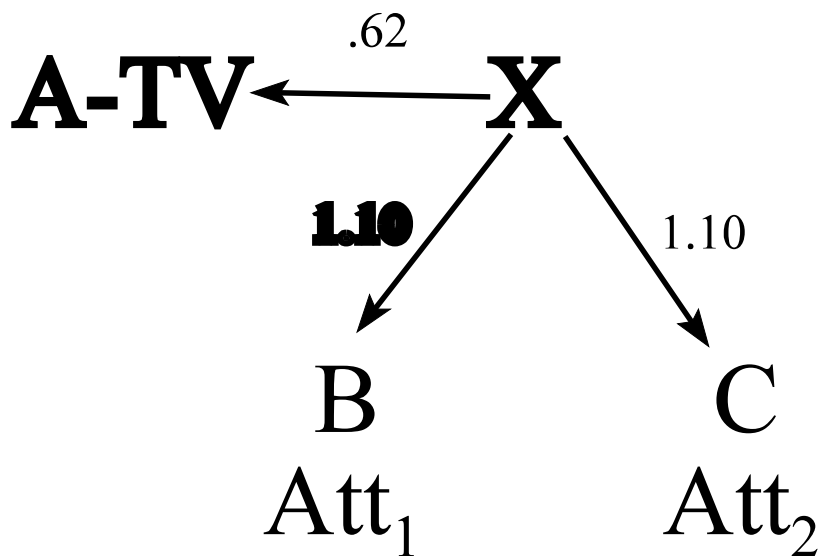 .62
A-TV X
1.10 1.10
B C
Att₁ Att₂